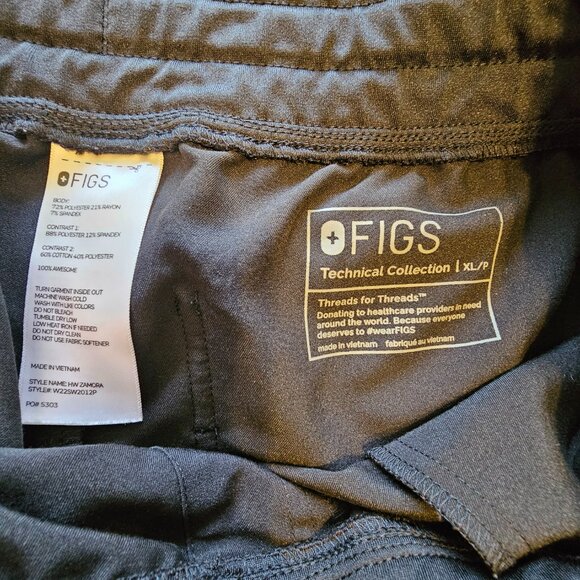 FIGS
BODY:
72% POLYESTER 21% RAYON
7% SPANDEX
CONTRAST 1:
88% POLYESTER 12% SPANDEX
CONTRAST 2:
60% COTTON 40% POLYESTER
100% AWESOME
TURN GARMENT INSIDE OUT
MACHINE WASH COLD
WASH WITH LIKE COLORS
DO NOT BLEACH
TUMBLE DRY LOW
LOW HEAT IRON IF NEEDED
DO NOT DRY CLEAN
DO NOT USE FABRIC SOFTENER
MADE IN VIETNAM
STYLE NAME: HW ZAMORA
STYLE#: W22SW2012P
PO# 5303
FIGS
Technical Collection | XL/P
Threads for Threads™
Donating to healthcare providers in need
around the world. Because everyone
deserves to #wearFIGS
made in vietnam fabriqué au vietnam